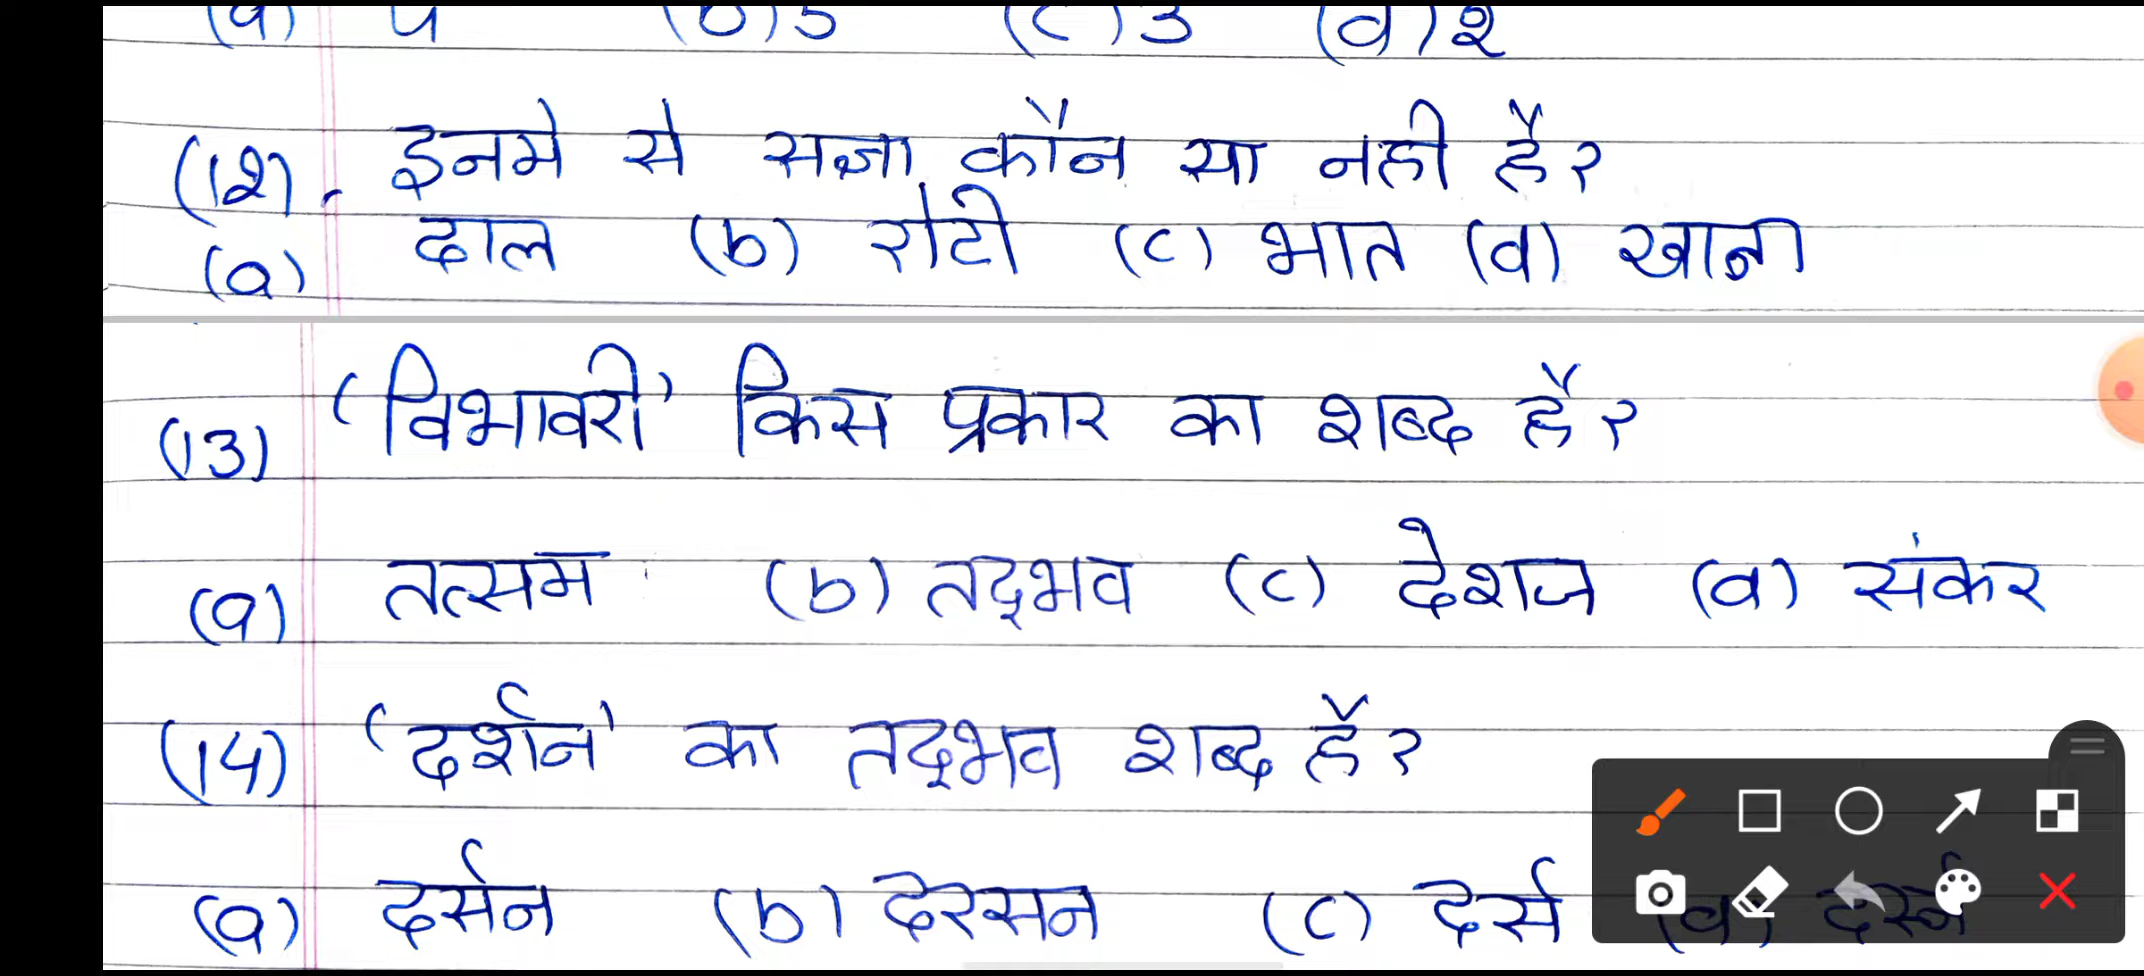 (12). इनमे से सज्ञा कौन सा नही है?
(a) दाल (b) रोटी (c) भात (d) खाना
(13) 'विभावरी' किस प्रकार का शब्द है?
(a) तत्सम (b) तद्भव (c) देशज (d) संकर
(14) 'दर्शन' का तद्भव शब्द है?
(a) दर्सन (b) देरसन (c) दर्स